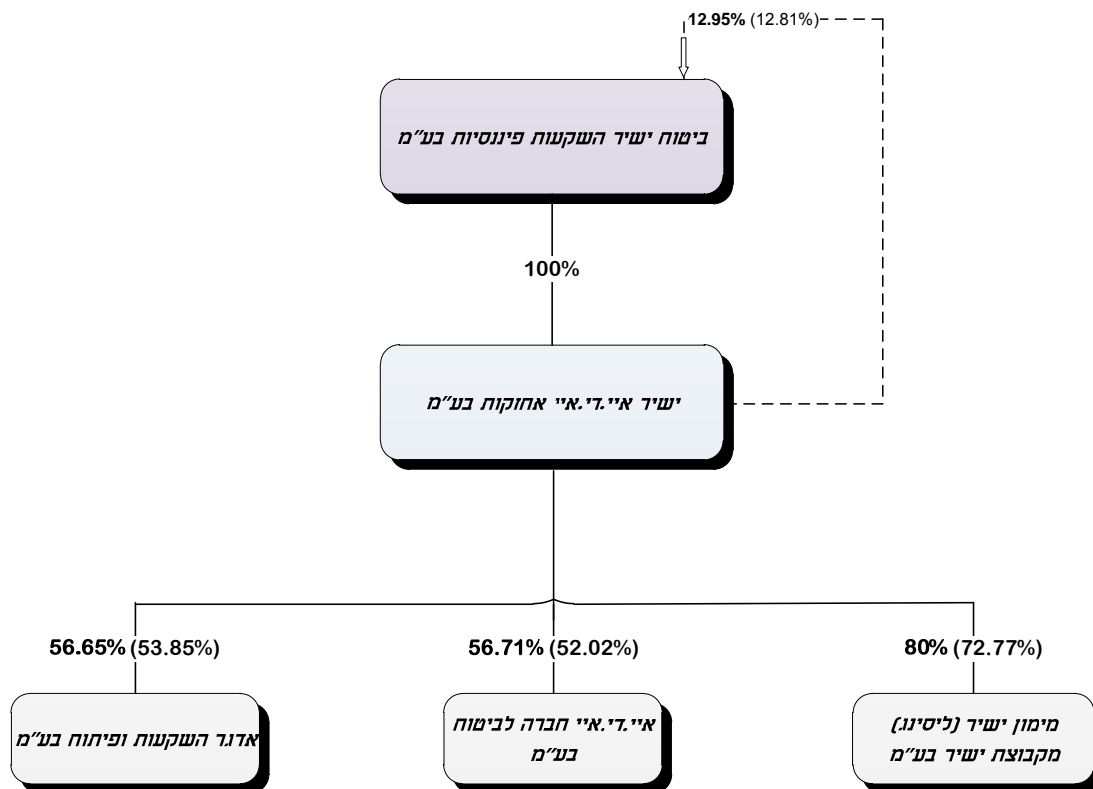 12.95% (12.81%)
ביטוח ישיר השקעות פיננסיות בע"מ
100%
ישיר איי.די.איי אחזקות בע"מ
80% (72.77%)
56.71% (52.02%)
56.65% (53.85%)
מימון ישיר (ליסינג)
מקבוצת ישיר בע"מ
איי.די.איי חברה לביטוח
בע"מ
אדגר השקעות ופיתוח בע"מ